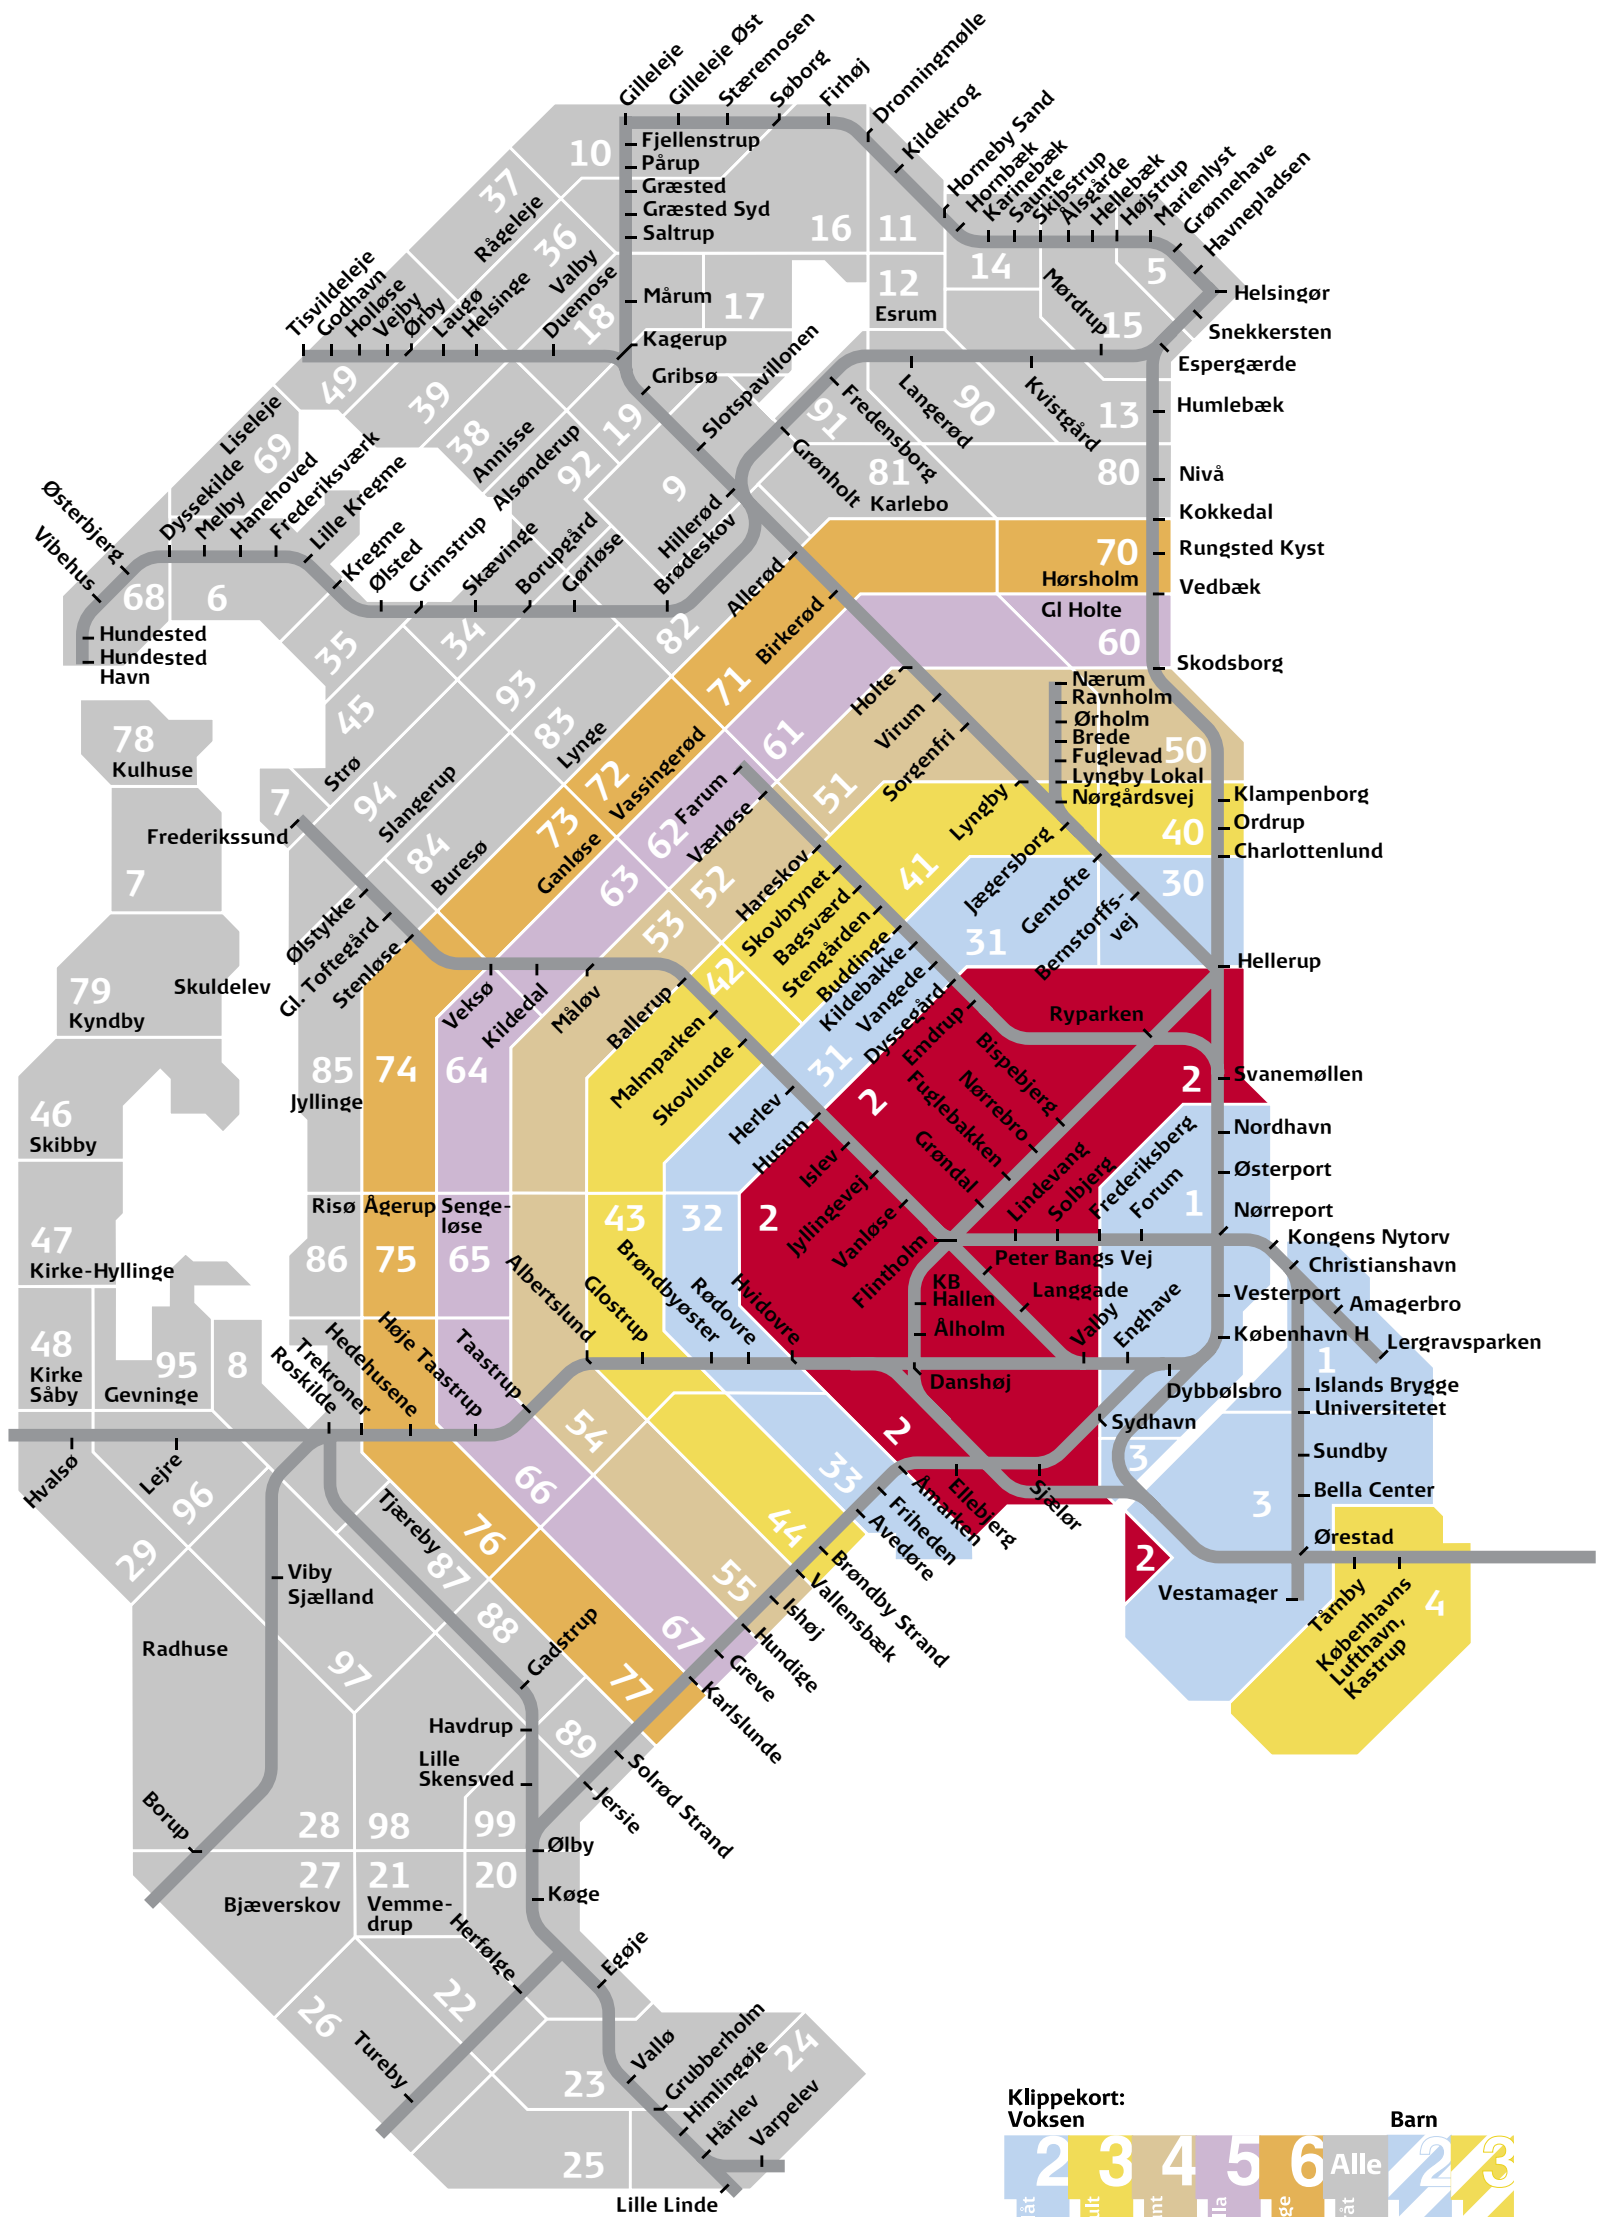 Gilleleje
Gilleleje Øst
Stæremosen
Søborg
Firhøj
Dronningmølle
Kildekrog
Horneby Sand
Hornbæk
Karinebæk
Saunte
Skibstrup
Ålsgårde
Hellebæk
Højstrup
Marienlyst
Grønnehave
Havnepladsen
Helsingør
Snekkersten
Espergærde
Mørdrup
Kvistgård
Langerød
Fredensborg
Grønholt
10
Fjellenstrup
Pårup
Græsted
Græsted Syd
Saltrup
Mårum
Kagerup
Gribsø
Slotspavillonen
37
Rågeleje
36
Valby
Duemose
18
16
11
12
Esrum
17
14
5
15
Tisvildeleje
Godhavn
Holløse
Vejby
Ørby
Laugø
Helsinge
49
39
38
19
92
9
91
90
13
Humlebæk
81
Karlebo
80
Nivå
Kokkedal
Liseleje
69
Annisse
Alsønderup
Østerbjerg
Vibehus
Dyssekilde
Melby
Hanehoved
Frederiksværk
Lille Kregme
Kregme
Ølsted
Grimstrup
Skævinge
Borupgård
Gørløse
Brødeskov
Hillerød
Allerød
Birkerød
68
6
Hundested
Hundested
Havn
35
34
82
45
93
83
Lynge
70
Hørsholm
Rungsted Kyst
Vedbæk
Gl Holte
60
Skodsborg
71
61
Holte
Virum
Sorgenfri
Nærum
Ravnholm
Ørholm
Brede
Fuglevad
Lyngby Lokal
Nørgårdsvej
50
78
Kulhuse
7
Frederikssund
7
Strø
94
Slangerup
84
Buresø
73
72
Vassingerød
Ganløse
63
62
Farum
Værløse
51
Lyngby
Jægersborg
Gentofte
Bernstorffs-
vej
Klampenborg
40
Ordrup
Charlottenlund
30
31
41
52
53
Hareskov
Skovbrynet
Bagsværd
Stengården
Buddinge
Kildebakke
Vangede
Dyssegård
Emdrup
42
Hellerup
79
Kyndby
Skuldelev
Ølstykke
Gl. Toftegård
Stenløse
Veksø
Kildedal
Måløv
Ballerup
Malmparken
Skovlunde
Herlev
Husum
Islev
Jyllingevej
Vanløse
Flintholm
31
2
Ryparken
Bispebjerg
Nørrebro
Fuglebakken
Grøndal
2
Svanemøllen
Nordhavn
Østerport
Nørreport
46
Skibby
85
Jyllinge
74
64
Lindevang
Solbjerg
Frederiksberg
Forum
1
Kongens Nytorv
Christianshavn
Amagerbro
Lergravsparken
47
Kirke-Hyllinge
Risø
Ågerup
Senge-
løse
86
75
65
43
32
2
Peter Bangs Vej
Langgade
Valby
Enghave
KB
Hallen
Ålholm
Danshøj
Vesterport
København H
Dybbølsbro
Sydhavn
48
Kirke
Såby
95
Gevninge
8
Roskilde
Trekroner
Hedehusene
Høje Taastrup
Taastrup
Albertslund
Glostrup
Brøndbyøster
Rødovre
Hvidovre
1
Islands Brygge
Universitetet
Sundby
Bella Center
Ørestad
Vestamager
Hvalsø
Lejre
96
29
54
66
76
87
Tjæreby
88
44
33
55
67
77
2
3
3
2
4
Åmarken
Ellebjerg
Sjælør
Friheden
Avedøre
Brøndby Strand
Vallensbæk
Ishøj
Hundige
Greve
Karlslunde
Solrød Strand
Jersie
Tårnby
Københavns
Lufthavn,
Kastrup
Viby
Sjælland
Radhuse
97
Gadstrup
Havdrup
Lille
Skensved
89
Borup
28
98
99
Ølby
27
Bjæverskov
21
Vemme-
drup
20
Køge
Herfølge
Egøje
26
22
Tureby
23
Vallø
Grubberholm
Himlingøje
Hårlev
Varpelev
24
25
Lille Linde
Klippekort:
Voksen
Barn
2
3
4
5
6
Alle
2
3